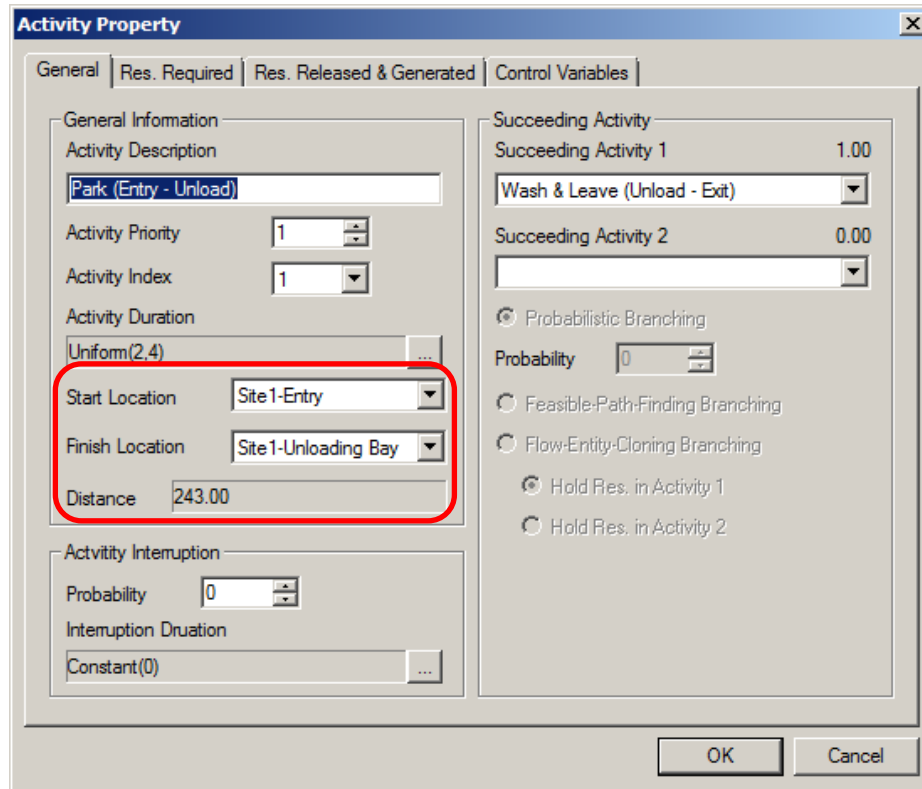 Activity Property
General
Res. Required
Res. Released & Generated
Control Variables
General Information
Activity Description
Park (Entry - Unload)
Activity Priority
1
Activity Index
1
Activity Duration
Uniform(2,4)
...
Start Location
Site1-Entry
Finish Location
Site1-Unloading Bay
Distance
243.00
Actvitity Interruption
Probability
0
Interruption Druation
Constant(0)
...
Succeeding Activity
Succeeding Activity 1 1.00
Wash & Leave (Unload - Exit)
Succeeding Activity 2 0.00
Probabilistic Branching
Probability
0
Feasible-Path-Finding Branching
Flow-Entity-Cloning Branching
Hold Res. in Activity 1
Hold Res. in Activity 2
OK
Cancel